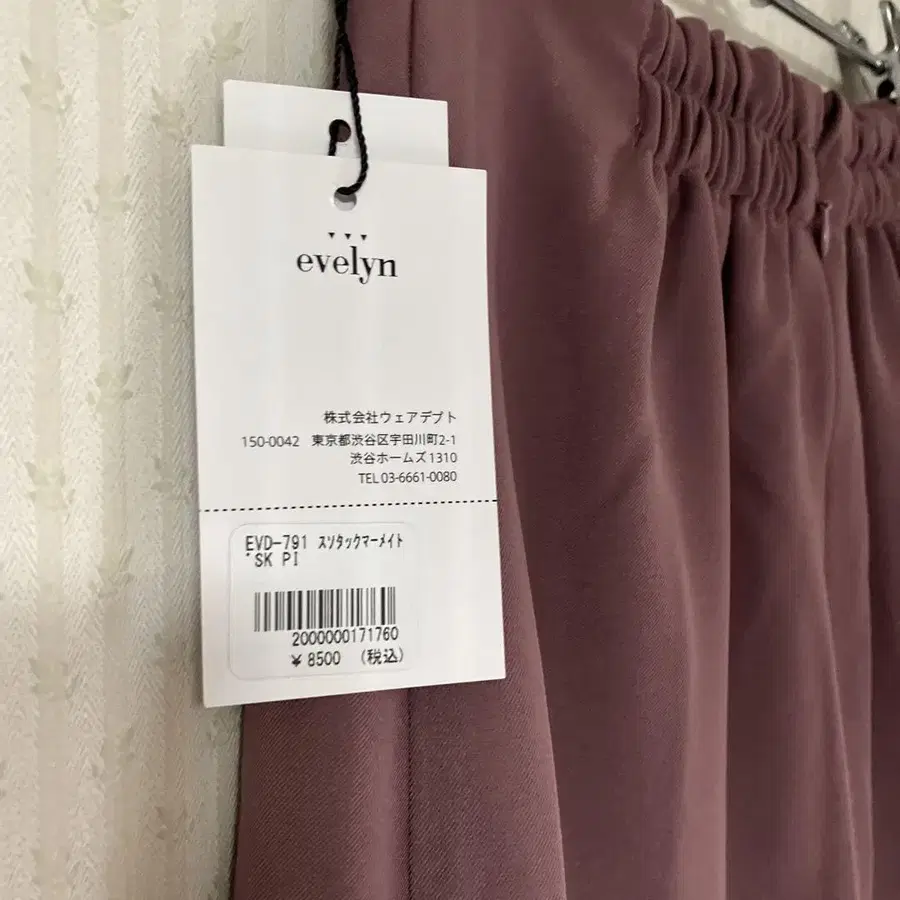 evelyn
株式会社ウェアデプト
150-0042 東京都渋谷区宇田川町2-1
渋谷ホームズ1310
TEL 03-6661-0080
EVD-791 ｽｿﾀｯｸﾏｰﾒｲﾄ
ﾞSK PI
2000000171760
¥ 8500 (税込)